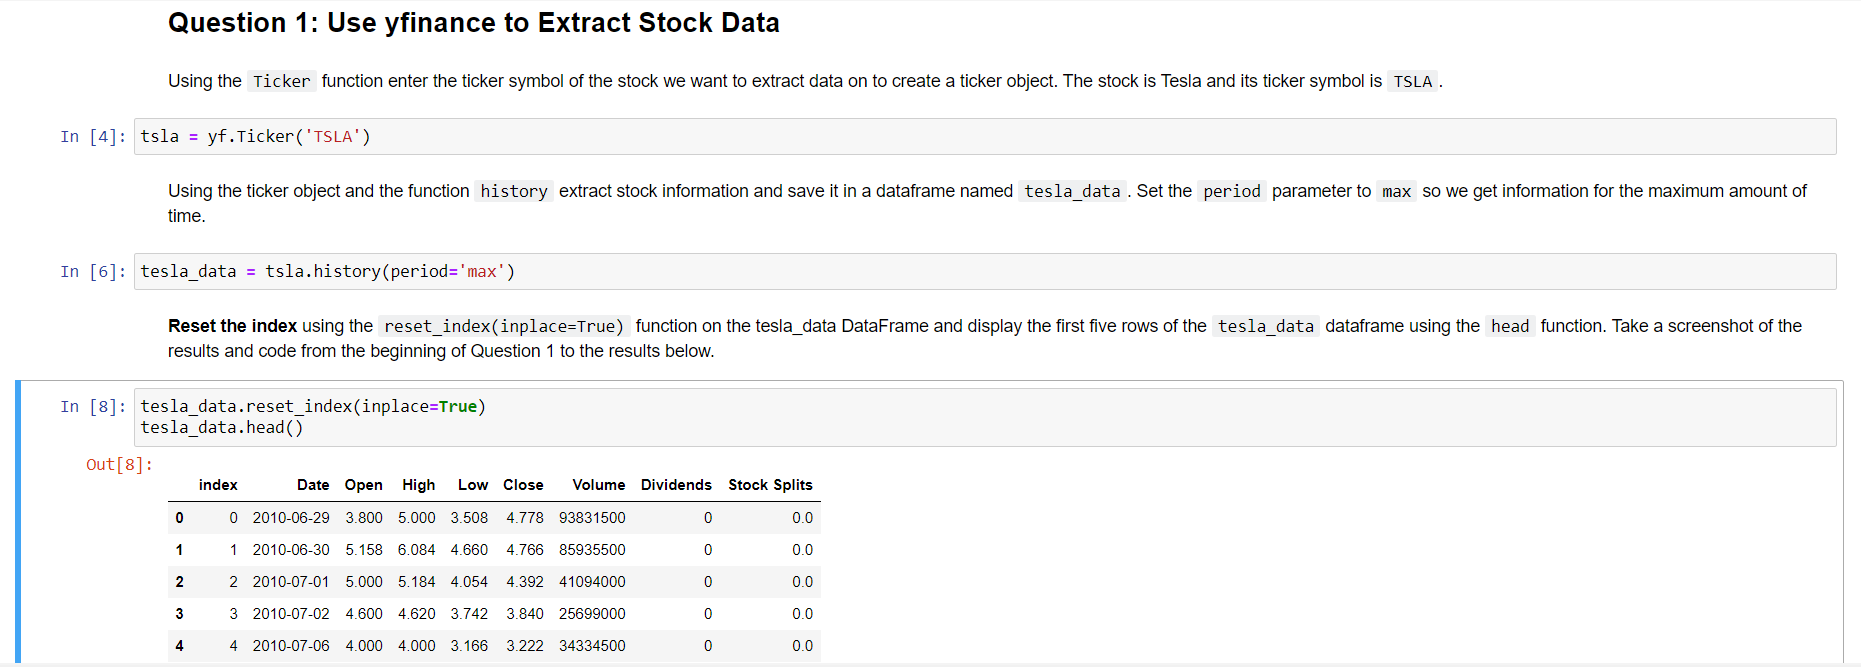 Question 1: Use yfinance to Extract Stock Data
Using the Ticker function enter the ticker symbol of the stock we want to extract data on to create a ticker object. The stock is Tesla and its ticker symbol is TSLA .
In [4]: tsla = yf.Ticker('TSLA')
Using the ticker object and the function history extract stock information and save it in a dataframe named tesla_data . Set the period parameter to max so we get information for the maximum amount of
time.
In [6]: tesla_data = tsla.history(period='max')
Reset the index using the reset_index(inplace=True) function on the tesla_data DataFrame and display the first five rows of the tesla_data dataframe using the head function. Take a screenshot of the
results and code from the beginning of Question 1 to the results below.
In [8]: tesla_data.reset_index(inplace=True)
tesla_data.head()
Out[8]:
index Date Open High Low Close Volume Dividends Stock Splits
0 0 2010-06-29 3.800 5.000 3.508 4.778 93831500 0 0.0
1 1 2010-06-30 5.158 6.084 4.660 4.766 85935500 0 0.0
2 2 2010-07-01 5.000 5.184 4.054 4.392 41094000 0 0.0
3 3 2010-07-02 4.600 4.620 3.742 3.840 25699000 0 0.0
4 4 2010-07-06 4.000 4.000 3.166 3.222 34334500 0 0.0